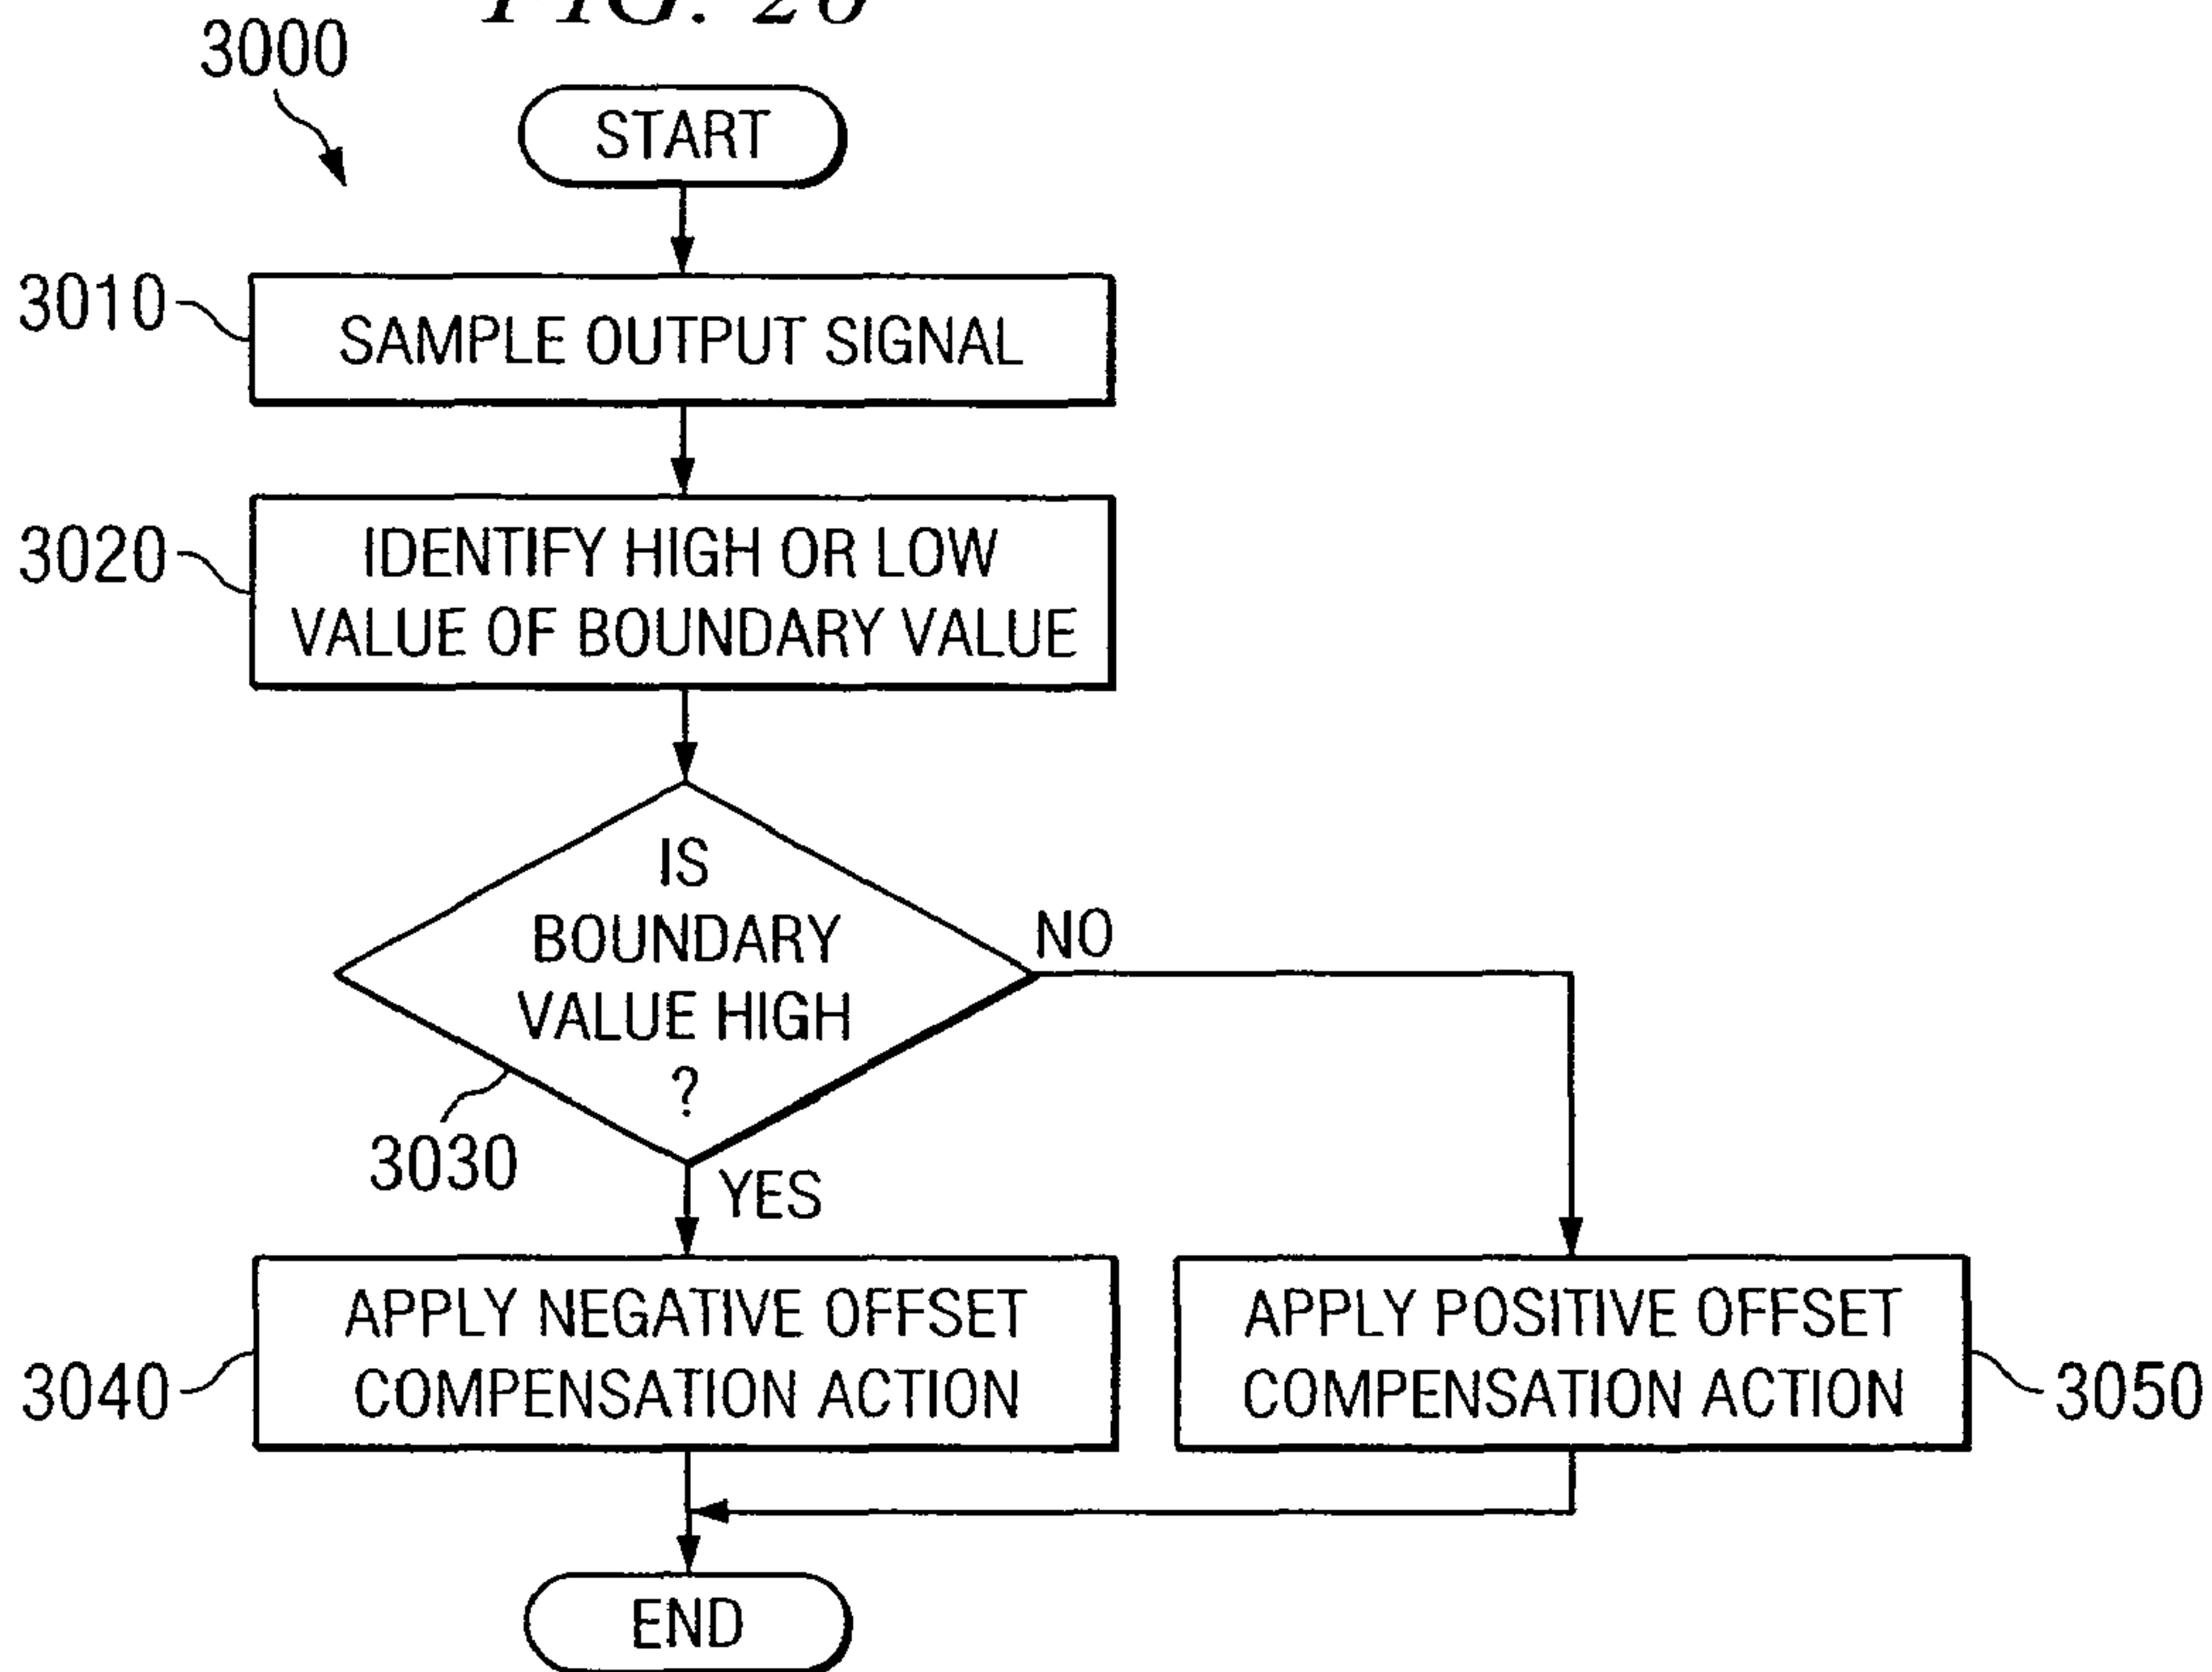 FIG.
3000
START
3010
SAMPLE OUTPUT SIGNAL
3020
IDENTIFY HIGH OR LOW
VALUE OF BOUNDARY VALUE
IS
BOUNDARY
VALUE HIGH
?
NO
3030
YES
APPLY NEGATIVE OFFSET
COMPENSATION ACTION
3040
APPLY POSITIVE OFFSET
COMPENSATION ACTION
3050
END